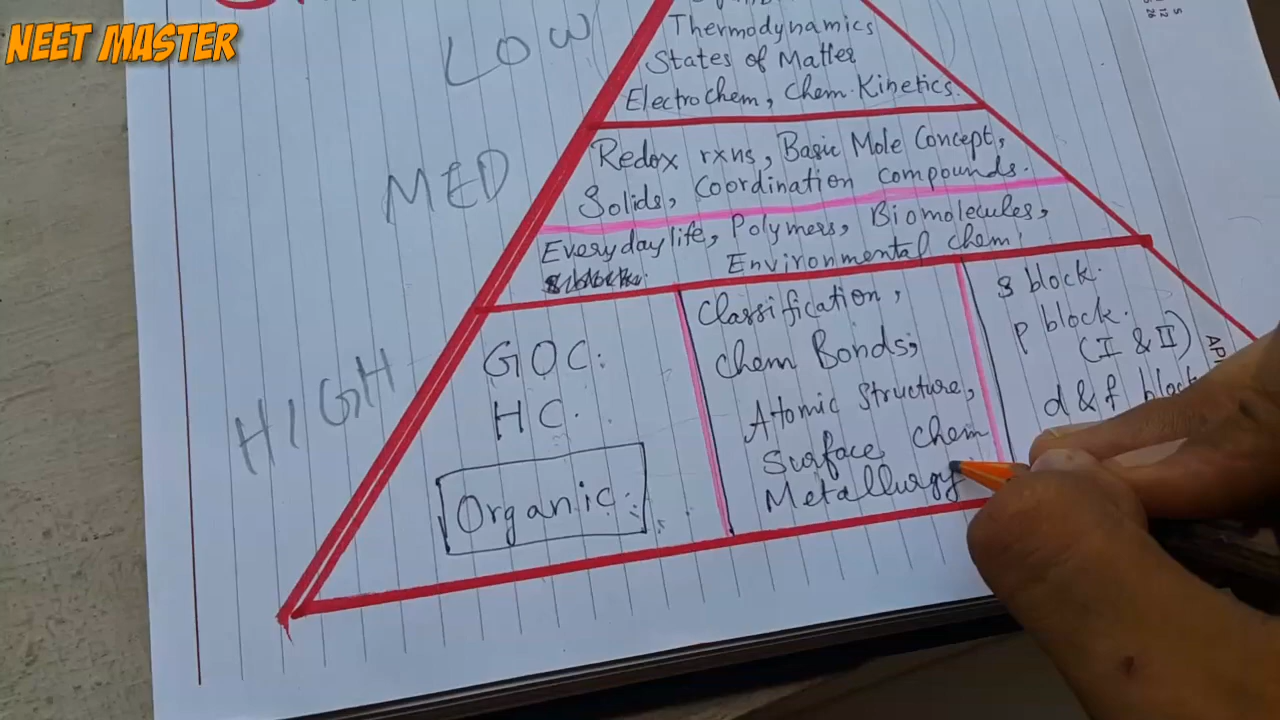 NEET MASTER
LOW
Thermodynamics
States of Matter
Electrochem, Chem. Kinetics.
MED
Redox rxns, Basic Mole Concept,
Solids, Coordination compounds.
Everyday life, Polymers, Biomolecules,
Environmental chem.
HIGH
GOC.
HC.
Organic.
Classification,
Chem Bonds,
Atomic Structure,
Surface Chem
Metallurgy
s block.
p block.
(I & II)
d & f block